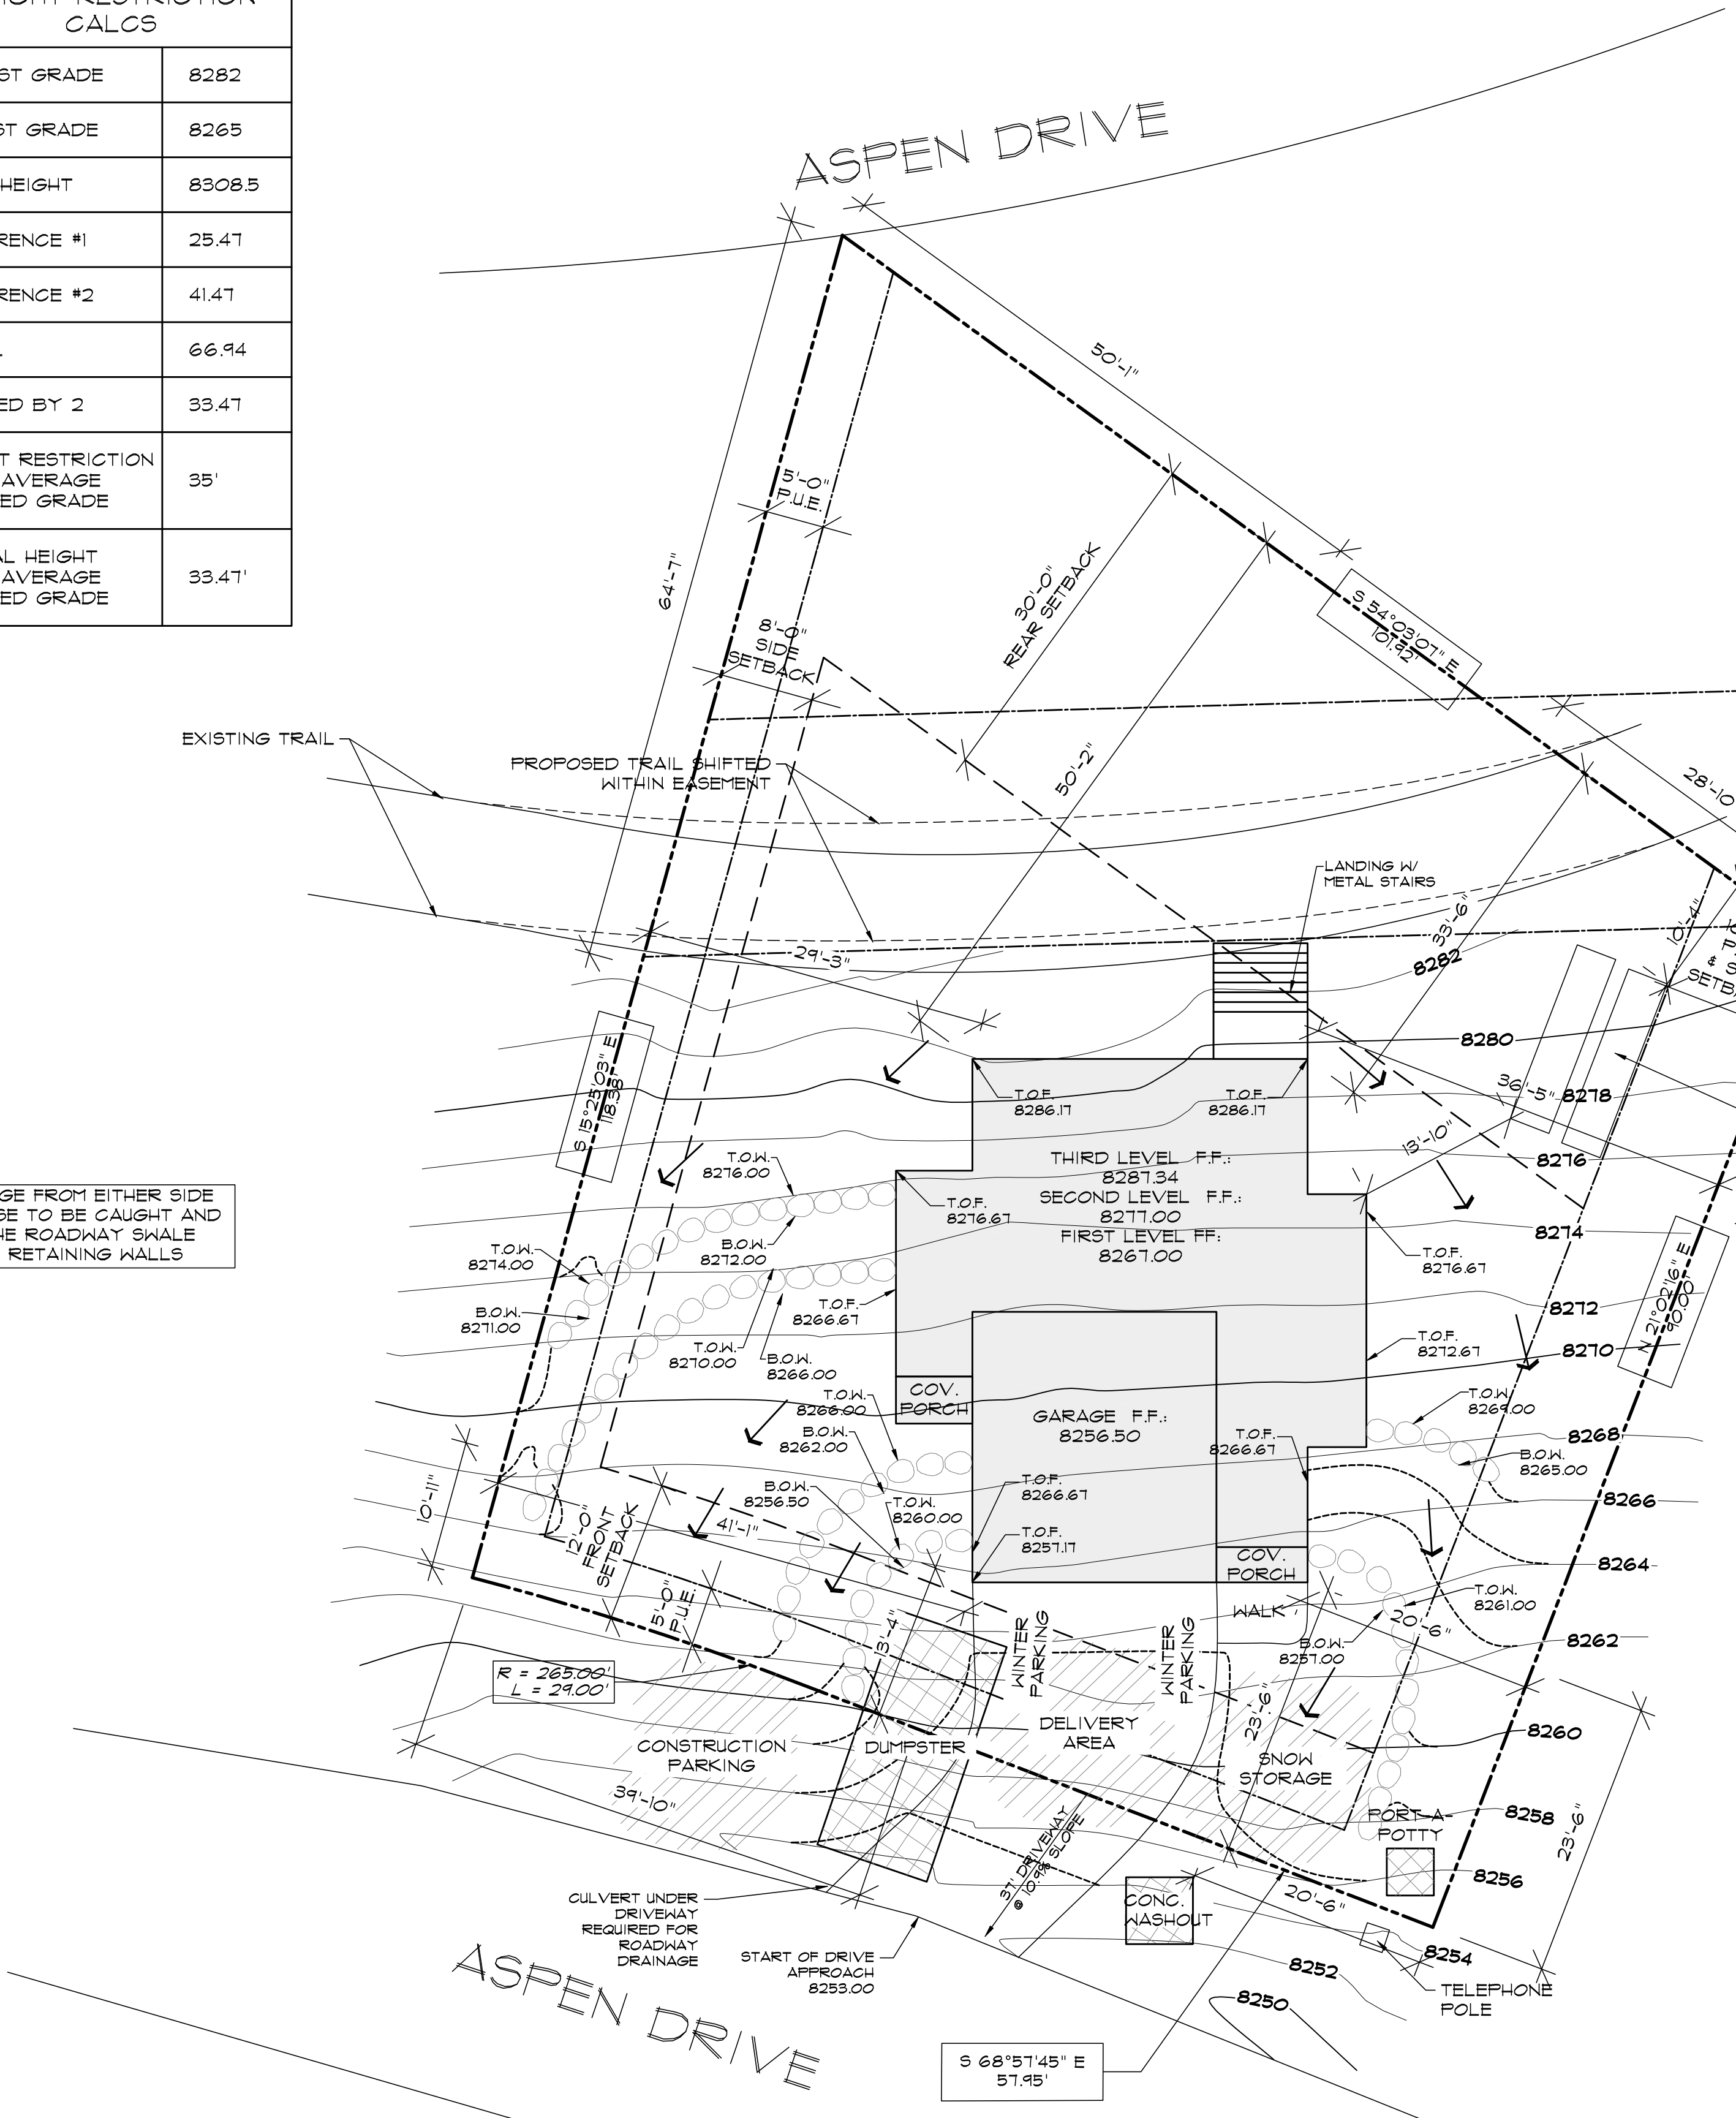 CALCS
ST GRADE 8282
ST GRADE 8265
HEIGHT 8308.5
RENCE #1 25.47
RENCE #2 41.47
66.94
ED BY 2 33.47
T RESTRICTION
AVERAGE
ED GRADE
35'
AL HEIGHT
AVERAGE
ED GRADE
33.47'
ASPEN DRIVE
50'-1"
5'-0"
P.U.E.
64'-7"
30'-0"
REAR SETBACK
S 54°03'07" E
101.92'
8'-0"
SIDE
SETBACK
EXISTING TRAIL
PROPOSED TRAIL SHIFTED
WITHIN EASEMENT
50'-2"
28'-10
LANDING W/
METAL STAIRS
33'-6"
10'-4"
29'-3"
8282
SETB
8280
S 15°25'03" E
118.38'
36'-5"
8278
T.O.F.
8286.17
T.O.F.
8286.17
13'-10"
8276
T.O.W.
8276.00
THIRD LEVEL F.F.:
8287.34
SECOND LEVEL F.F.:
8277.00
FIRST LEVEL FF:
8267.00
T.O.F.
8276.67
8274
GE FROM EITHER SIDE
SE TO BE CAUGHT AND
HE ROADWAY SWALE
RETAINING WALLS
T.O.W.
8274.00
B.O.W.
8272.00
T.O.F.
8276.67
N 21°02'16" E
90.00'
B.O.W.
8271.00
T.O.F.
8266.67
8272
T.O.W.
8270.00
B.O.W.
8266.00
T.O.F.
8272.67
8270
COV.
PORCH
T.O.W.
8266.00
GARAGE F.F.:
8256.50
T.O.W.
8269.00
B.O.W.
8262.00
T.O.F.
8266.67
8268
B.O.W.
8265.00
10'-11"
B.O.W.
8256.50
T.O.W.
8260.00
T.O.F.
8266.67
8266
12'-0"
FRONT
SETBACK
41'-1"
T.O.F.
8257.17
COV.
PORCH
8264
5'-0"
P.U.E.
T.O.W.
8261.00
WALK
20'-6"
13'-4"
WINTER
PARKING
WINTER
PARKING
B.O.W.
8257.00
8262
R = 265.00'
L = 29.00'
23'-6"
DELIVERY
AREA
8260
CONSTRUCTION
PARKING
DUMPSTER
SNOW
STORAGE
39'-10"
37' DRIVEWAY
@ 10.9% SLOPE
PORT-A-
POTTY
8258
23'-6"
8256
CULVERT UNDER
DRIVEWAY
REQUIRED FOR
ROADWAY
DRAINAGE
CONC.
WASHOUT
20'-6"
START OF DRIVE
APPROACH
8253.00
8254
8252
TELEPHONE
POLE
8250
ASPEN DRIVE
S 68°57'45" E
57.95'